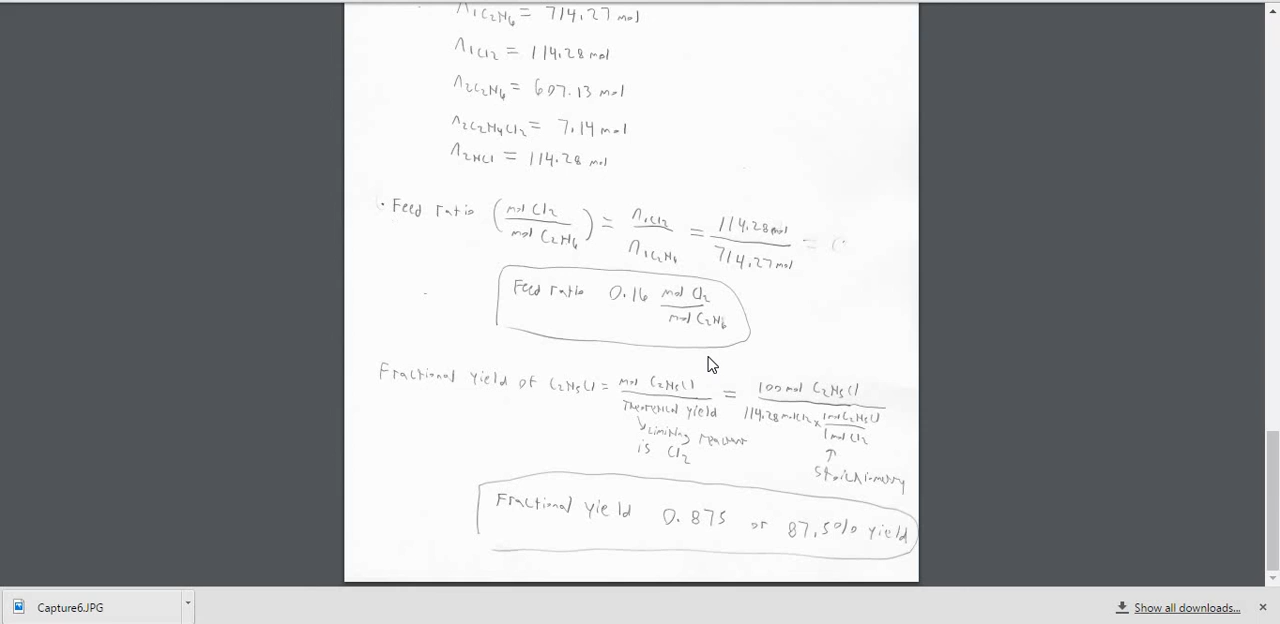 n1C2H6 = 714.27 mol
n1Cl2 = 114.28 mol
n2C2H6 = 607.13 mol
n2C2H4Cl2 = 7.14 mol
n2HCl = 114.28 mol
• Feed ratio (mol Cl2 / mol C2H6) = n1Cl2 / n1C2H6 = 114.28 mol / 714.27 mol =
Feed ratio 0.16 mol Cl2 / mol C2H6
Fractional yield of C2H5Cl = mol C2H5Cl / Theoretical yield = 100 mol C2H5Cl / 114.28 mol Cl2 x 1 mol C2H5Cl / 1 mol Cl2
↘ Limiting reactant
is Cl2
↑
Stoichiometry
Fractional yield 0.875 or 87.5% yield
Capture6.JPG
Show all downloads...